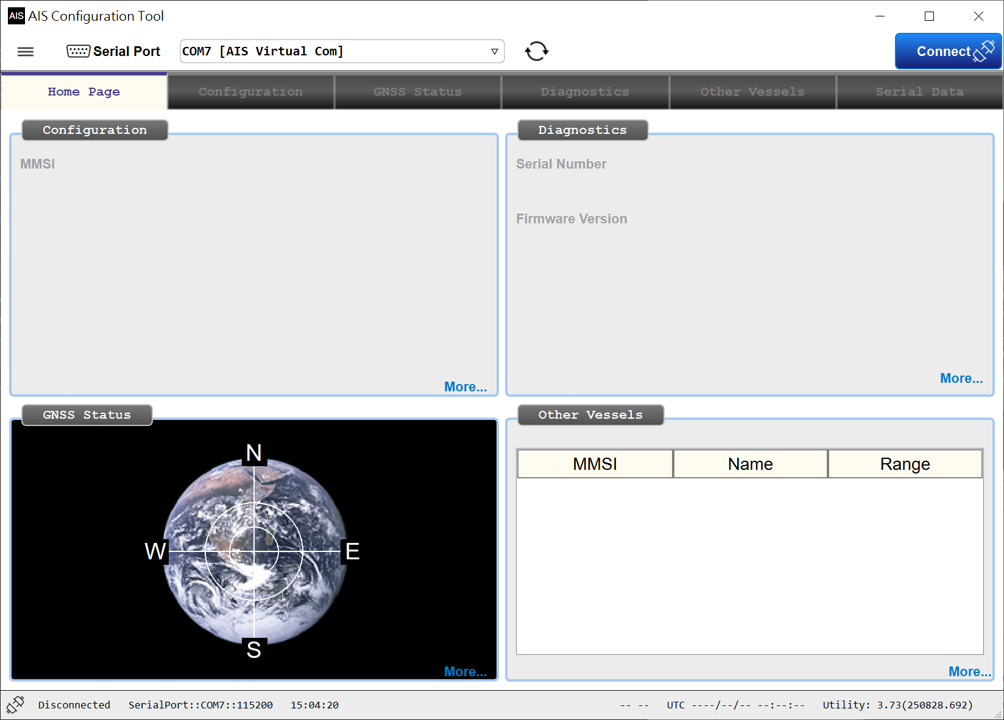 AIS AIS Configuration Tool
Serial Port COM7 [AIS Virtual Com] Connect
Home Page Configuration GNSS Status Diagnostics Other Vessels Serial Data
Configuration
MMSI
More...
Diagnostics
Serial Number
Firmware Version
More...
GNSS Status
N
W E
S
More...
Other Vessels
MMSI Name Range
More...
Disconnected SerialPort::COM7::115200 15:04:20 -- -- UTC ----/--/-- --:--:-- Utility: 3.73(250828.692)